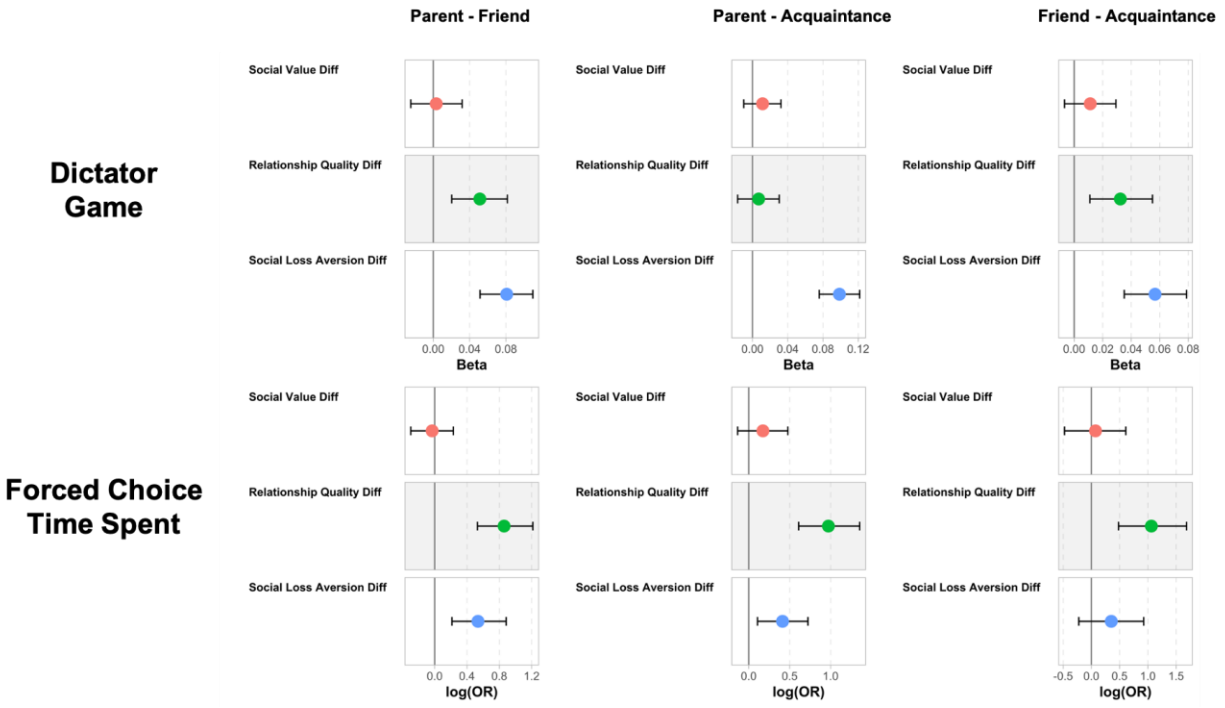 Parent - Friend
Parent - Acquaintance
Friend - Acquaintance
Dictator
Game
Social Value Diff
Social Value Diff
Social Value Diff
Relationship Quality Diff
Relationship Quality Diff
Relationship Quality Diff
Social Loss Aversion Diff
Social Loss Aversion Diff
Social Loss Aversion Diff
0.00 0.04 0.08
0.00 0.04 0.08 0.12
0.00 0.02 0.04 0.06 0.08
Beta
Beta
Beta
Forced Choice
Time Spent
Social Value Diff
Social Value Diff
Social Value Diff
Relationship Quality Diff
Relationship Quality Diff
Relationship Quality Diff
Social Loss Aversion Diff
Social Loss Aversion Diff
Social Loss Aversion Diff
0.0 0.4 0.8 1.2
0.0 0.5 1.0
-0.5 0.0 0.5 1.0 1.5
log(OR)
log(OR)
log(OR)